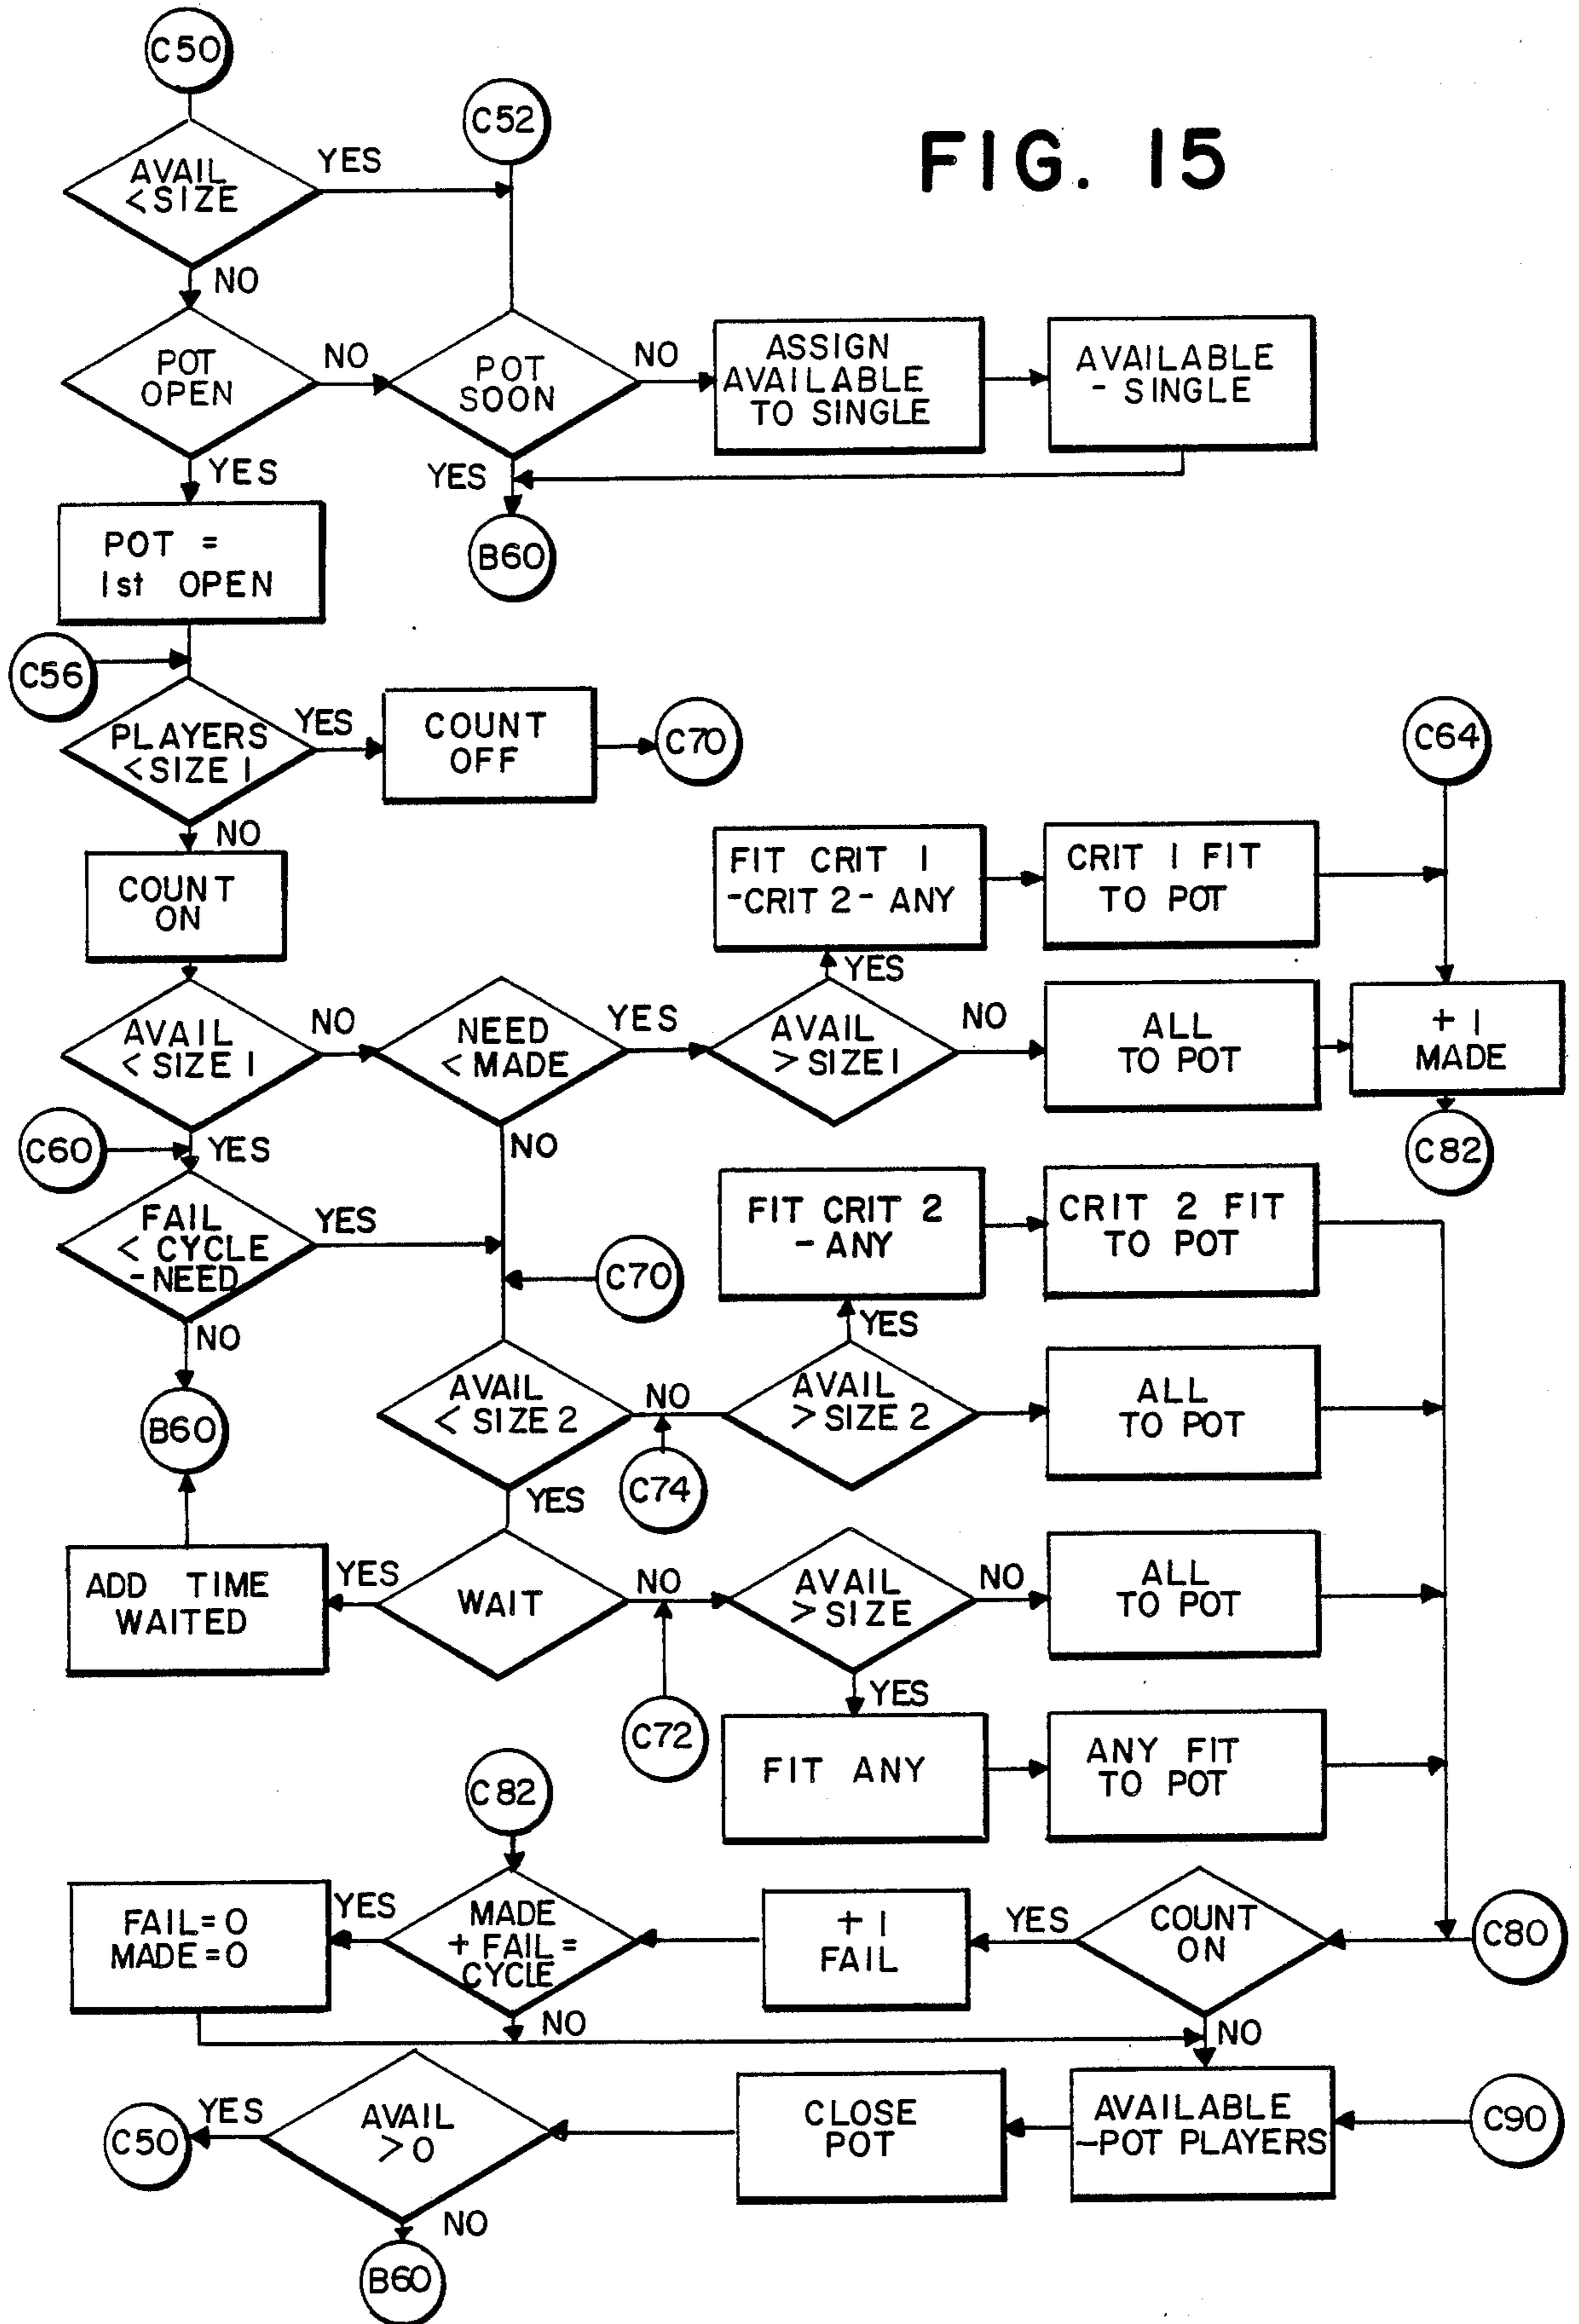 C50
C52
FIG. 15
AVAIL
< SIZE
YES
NO
POT
OPEN
NO
POT
SOON
NO
ASSIGN
AVAILABLE
TO SINGLE
AVAILABLE
- SINGLE
YES
YES
B60
POT =
1st OPEN
C56
PLAYERS
< SIZE 1
YES
COUNT
OFF
C70
C64
NO
COUNT
ON
FIT CRIT 1
-CRIT 2 - ANY
CRIT 1 FIT
TO POT
YES
AVAIL
< SIZE 1
NO
NEED
< MADE
YES
AVAIL
> SIZE 1
NO
ALL
TO POT
+ 1
MADE
C82
C60
YES
NO
FAIL
< CYCLE
-NEED
YES
FIT CRIT 2
- ANY
CRIT 2 FIT
TO POT
C70
NO
YES
B60
AVAIL
< SIZE 2
NO
AVAIL
> SIZE 2
ALL
TO POT
C74
YES
ADD TIME
WAITED
YES
WAIT
NO
AVAIL
> SIZE
NO
ALL
TO POT
YES
C72
FIT ANY
ANY FIT
TO POT
C82
FAIL = 0
MADE = 0
YES
MADE
+ FAIL =
CYCLE
+ 1
FAIL
YES
COUNT
ON
C80
NO
NO
C50
YES
AVAIL
> 0
CLOSE
POT
AVAILABLE
-POT PLAYERS
C90
NO
B60